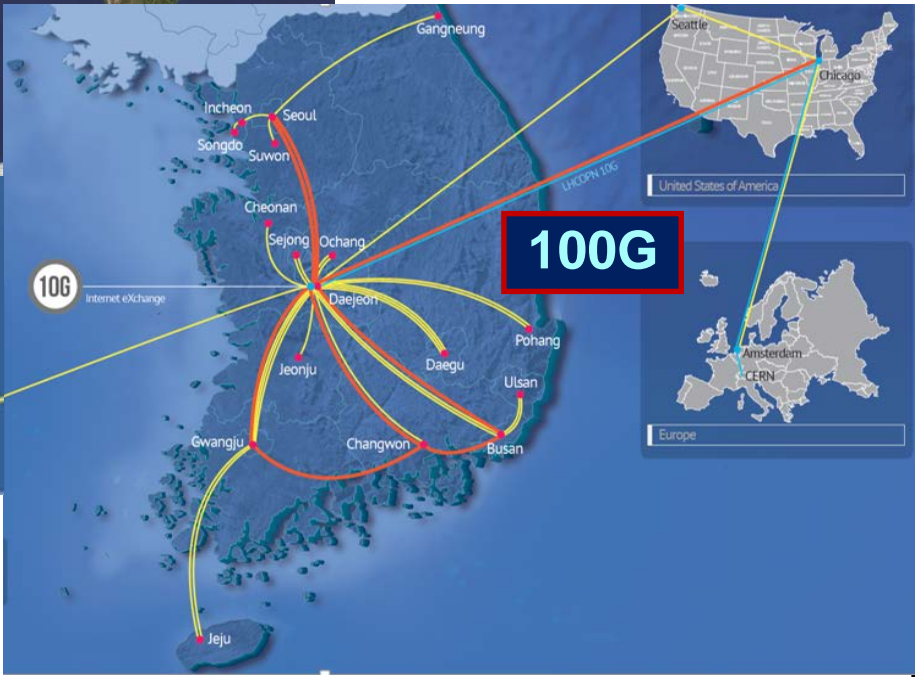 Gangneung
Seattle
Chicago
Incheon
Seoul
Songdo
Suwon
LHCOPN 10G
United States of America
Cheonan
Sejong
Ochang
100G
10G
Internet eXchange
Daejeon
Pohang
Jeonju
Daegu
Amsterdam
CERN
Ulsan
Gwangju
Changwon
Busan
Europe
Jeju